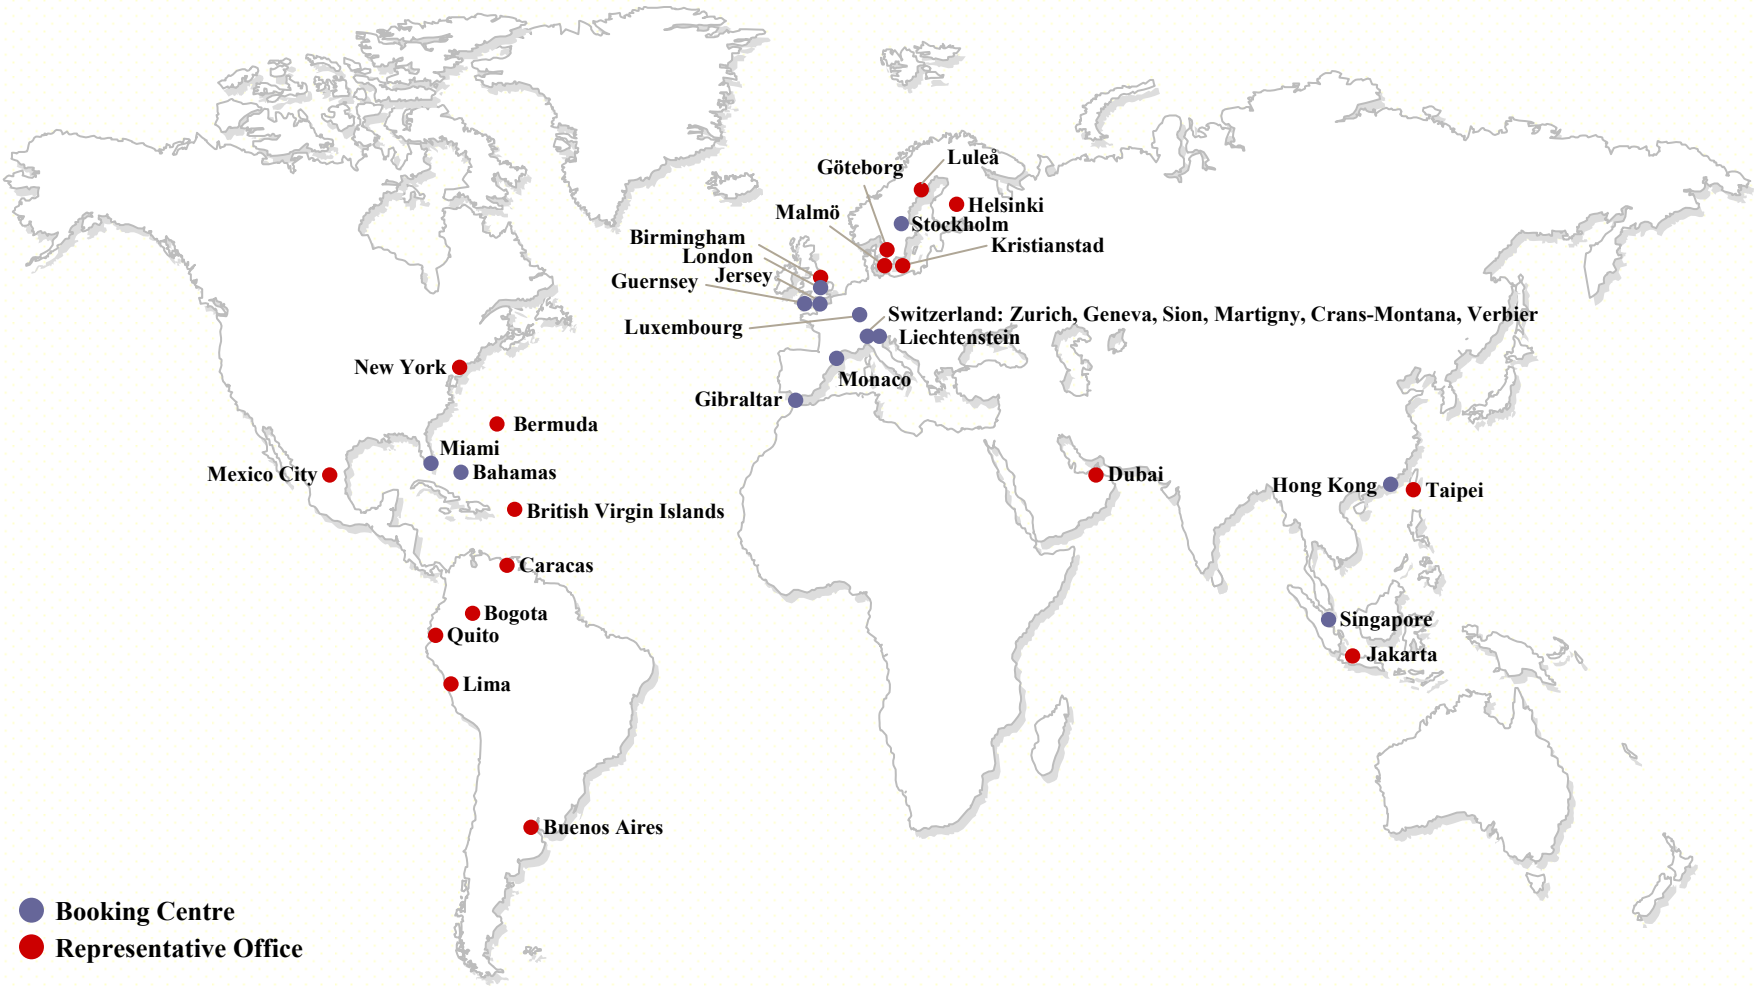 Luleå
Göteborg
Helsinki
Malmö
Stockholm
Birmingham
Kristianstad
London
Jersey
Guernsey
Switzerland: Zurich, Geneva, Sion, Martigny, Crans-Montana, Verbier
Luxembourg
Liechtenstein
New York
Monaco
Gibraltar
Bermuda
Miami
Mexico City
Bahamas
Dubai
Hong Kong
Taipei
British Virgin Islands
Caracas
Bogota
Singapore
Quito
Jakarta
Lima
Buenos Aires
Booking Centre
Representative Office